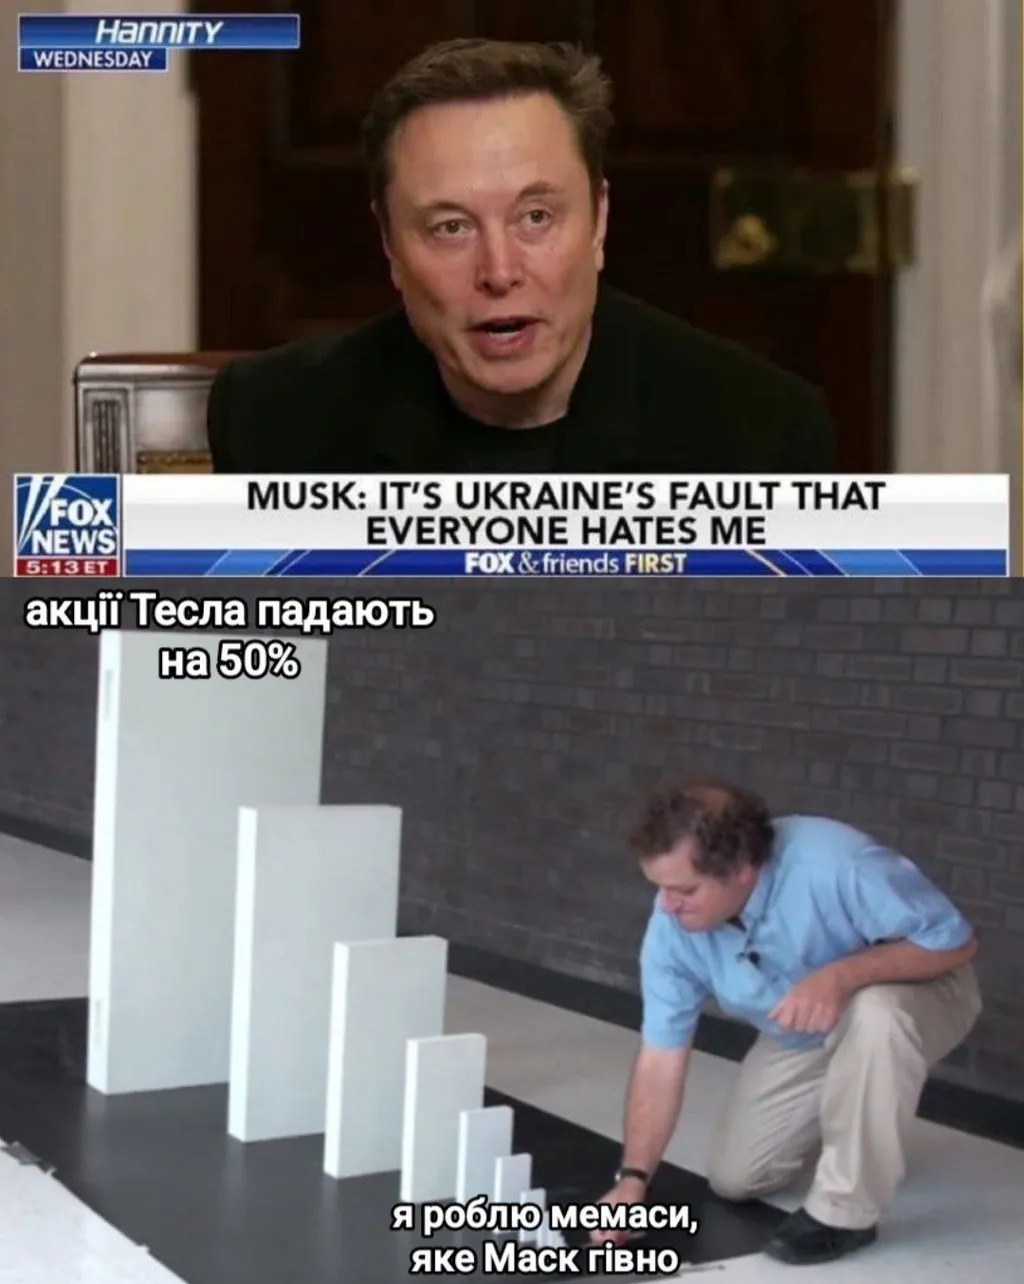 Hannity
WEDNESDAY
MUSK: IT'S UKRAINE'S FAULT THAT
EVERYONE HATES ME
FOX NEWS
5:13 ET
FOX & friends FIRST
акції Тесла падають
на 50%
я роблю мемаси,
яке Маск гівно